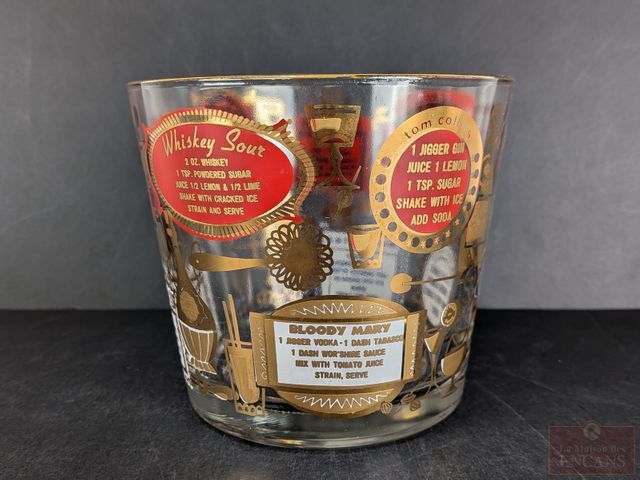 Whiskey Sour
2 OZ. WHISKEY
1 TSP. POWDERED SUGAR
JUICE 1/2 LEMON & 1/2 LIME
SHAKE WITH CRACKED ICE
STRAIN AND SERVE
tom collins
1 JIGGER GIN
JUICE 1 LEMON
1 TSP. SUGAR
SHAKE WITH ICE
ADD SODA
BLOODY MARY
1 JIGGER VODKA - 1 DASH TABASCO
1 DASH WOR'SHIRE SAUCE
MIX WITH TOMATO JUICE
STRAIN, SERVE
La Maison des
ENCANS